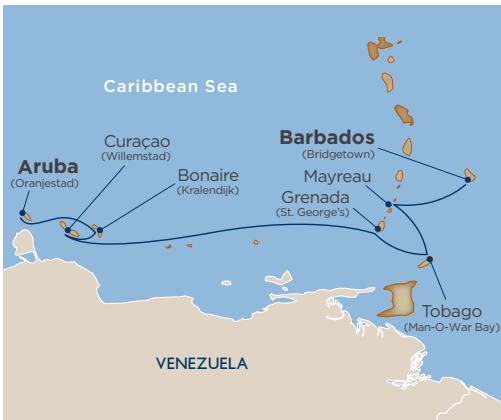 Caribbean Sea
Aruba
(Oranjestad)
Curaçao
(Willemstad)
Bonaire
(Kralendijk)
Barbados
(Bridgetown)
Mayreau
Grenada
(St. George's)
Tobago
(Man-O-War Bay)
VENEZUELA